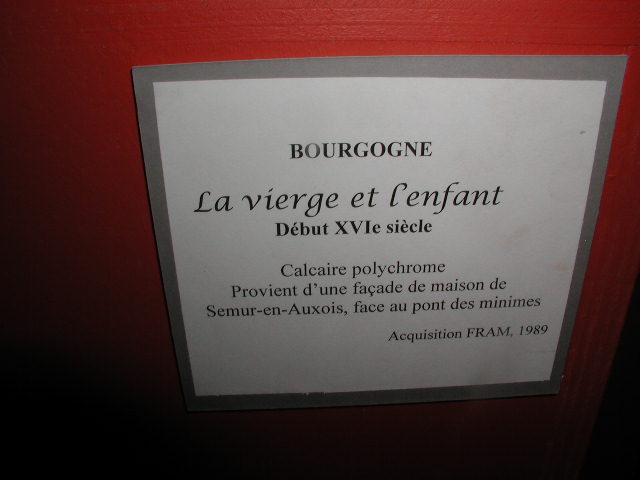 BOURGOGNE
La vierge et l'enfant
Début XVIe siècle
Calcaire polychrome
Provient d'une façade de maison de
Semur-en-Auxois, face au pont des minimes
Acquisition FRAM, 1989